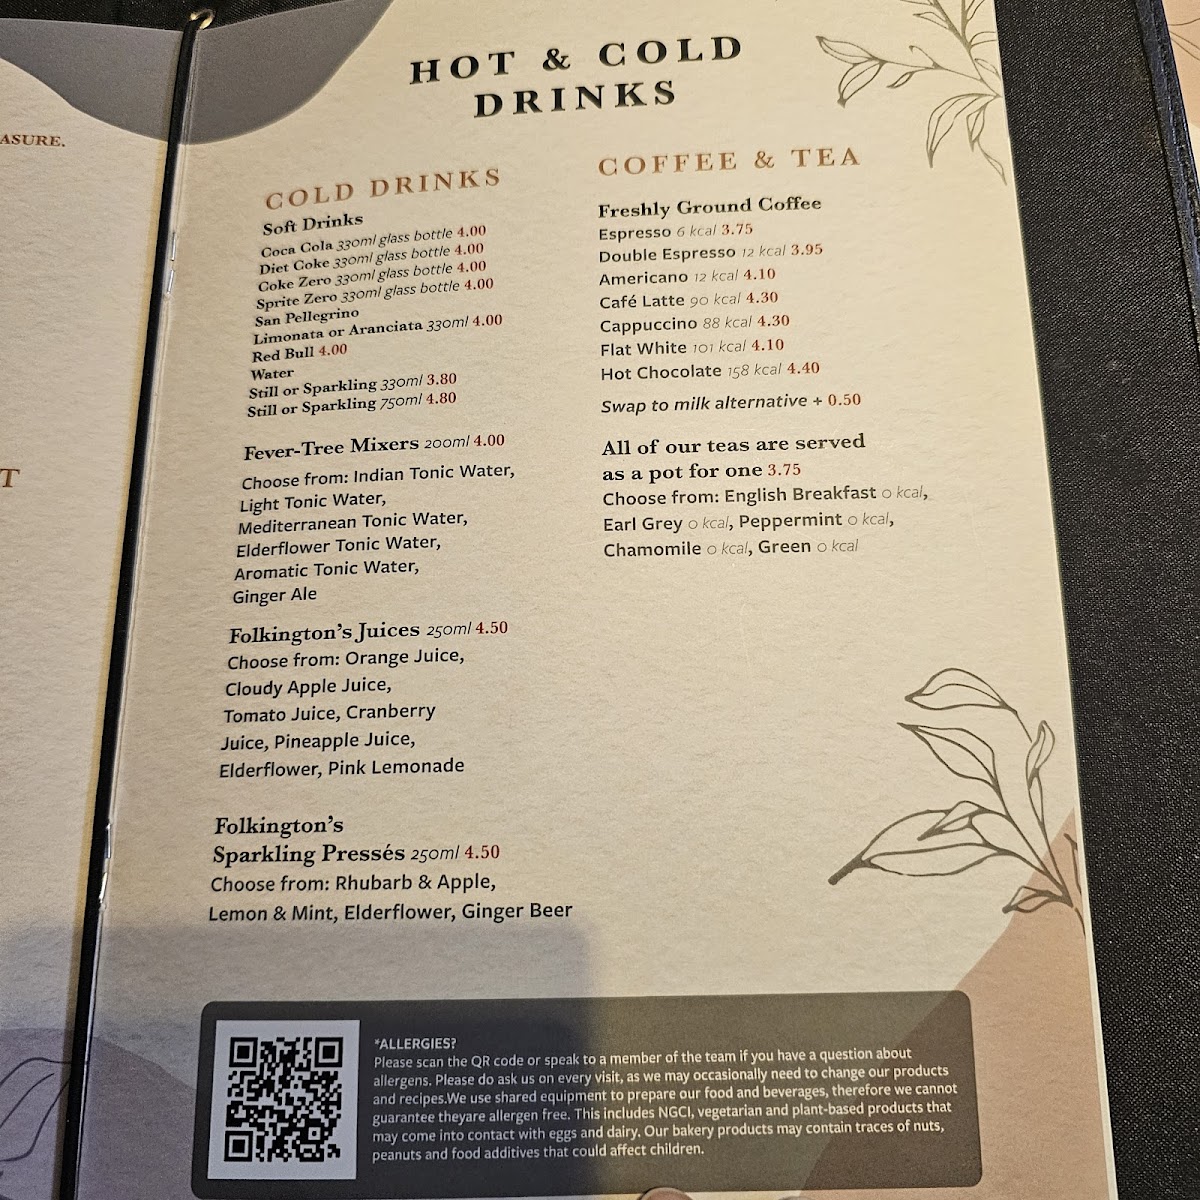 ASURE.
T
HOT & COLD
DRINKS
COLD DRINKS
Soft Drinks
Coca Cola 330ml glass bottle 4.00
Diet Coke 330ml glass bottle 4.00
Coke Zero 330ml glass bottle 4.00
Sprite Zero 330ml glass bottle 4.00
San Pellegrino
Limonata or Aranciata 330ml 4.00
Red Bull 4.00
Water
Still or Sparkling 330ml 3.80
Still or Sparkling 750ml 4.80
Fever-Tree Mixers 200ml 4.00
Choose from: Indian Tonic Water,
Light Tonic Water,
Mediterranean Tonic Water,
Elderflower Tonic Water,
Aromatic Tonic Water,
Ginger Ale
Folkington's Juices 250ml 4.50
Choose from: Orange Juice,
Cloudy Apple Juice,
Tomato Juice, Cranberry
Juice, Pineapple Juice,
Elderflower, Pink Lemonade
Folkington's
Sparkling Pressés 250ml 4.50
Choose from: Rhubarb & Apple,
Lemon & Mint, Elderflower, Ginger Beer
COFFEE & TEA
Freshly Ground Coffee
Espresso 6 kcal 3.75
Double Espresso 12 kcal 3.95
Americano 12 kcal 4.10
Café Latte 90 kcal 4.30
Cappuccino 88 kcal 4.30
Flat White 101 kcal 4.10
Hot Chocolate 158 kcal 4.40
Swap to milk alternative + 0.50
All of our teas are served
as a pot for one 3.75
Choose from: English Breakfast 0 kcal,
Earl Grey 0 kcal, Peppermint 0 kcal,
Chamomile 0 kcal, Green 0 kcal
*ALLERGIES?
Please scan the QR code or speak to a member of the team if you have a question about
allergens. Please do ask us on every visit, as we may occasionally need to change our products
and recipes.We use shared equipment to prepare our food and beverages, therefore we cannot
guarantee theyare allergen free. This includes NGCI, vegetarian and plant-based products that
may come into contact with eggs and dairy. Our bakery products may contain traces of nuts,
peanuts and food additives that could affect children.